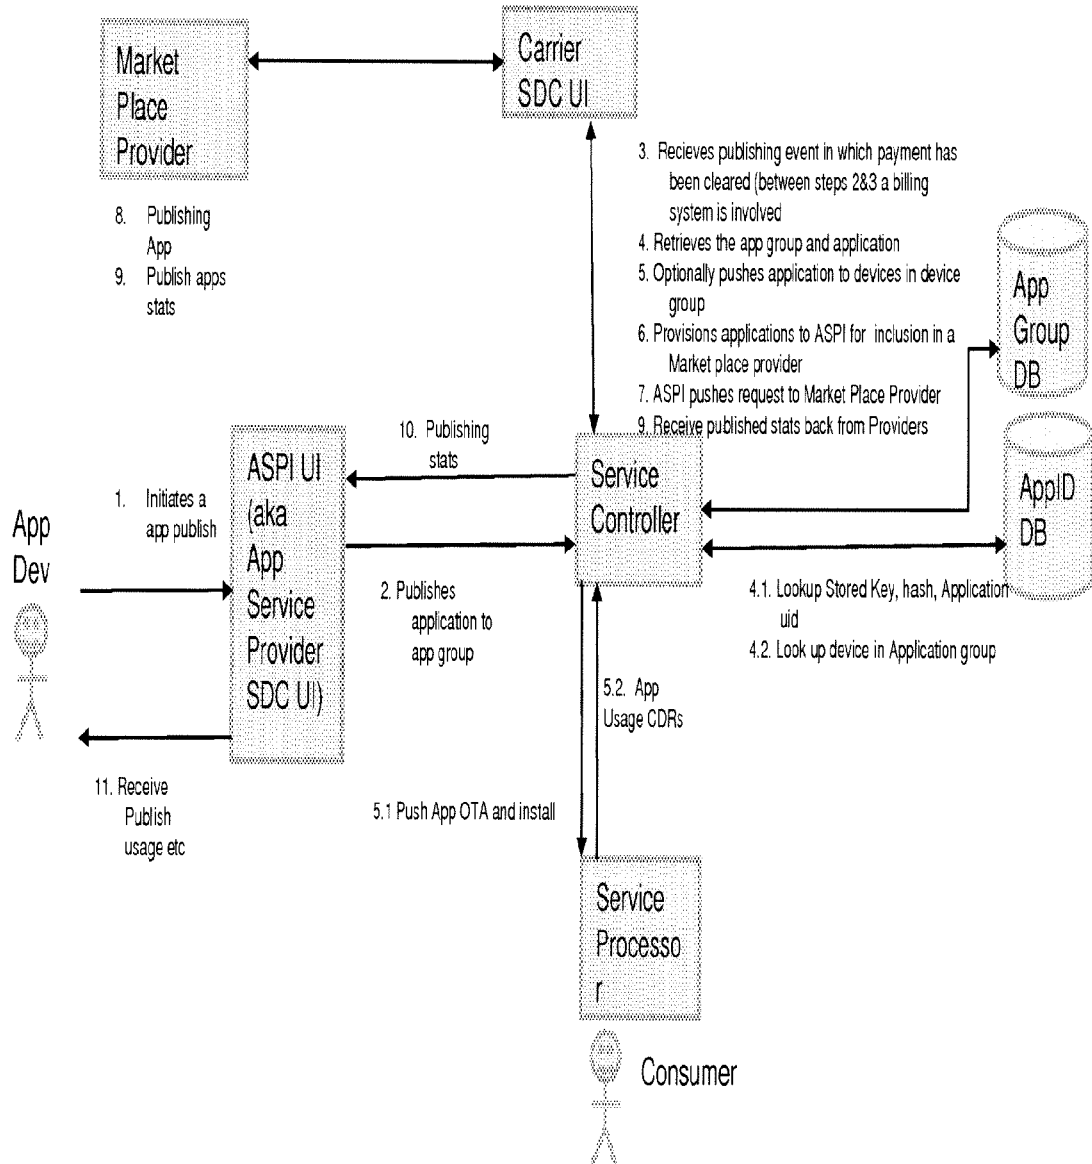 Market
Place
Provider
Carrier
SDC UI
8. Publishing
App
9. Publish apps
stats
3. Recieves publishing event in which payment has
been cleared (between steps 2&3 a billing
system is involved
4. Retrieves the app group and application
5. Optionally pushes application to devices in device
group
6. Provisions applications to ASPI for inclusion in a
Market place provider
7. ASPI pushes request to Market Place Provider
9. Receive published stats back from Providers
App
Group
DB
AppID
DB
10. Publishing
stats
ASPI UI
(aka
App
Service
Provider
SDC UI)
Service
Controller
1. Initiates a
app publish
App
Dev
2. Publishes
application to
app group
4.1. Lookup Stored Key, hash, Application
uid
4.2. Look up device in Application group
5.2. App
Usage CDRs
11. Receive
Publish
usage etc
5.1 Push App OTA and install
Service
Processo
r
Consumer